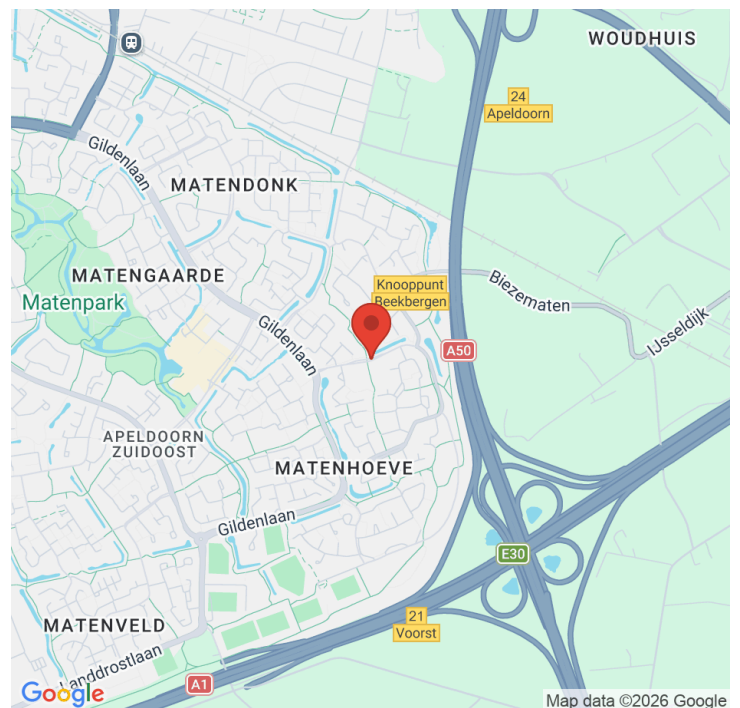 WOUDHUIS
24
Apeldoorn
Gildenlaan
MATENDONK
MATENGAARDE
Matenpark
Knooppunt
Beekbergen
Biezematen
IJsseldijk
Gildenlaan
A50
APELDOORN
ZUIDOOST
MATENHOEVE
Gildenlaan
E30
21
Voorst
MATENVELD
Landdrostlaan
A1
Google
Map data ©2026 Google